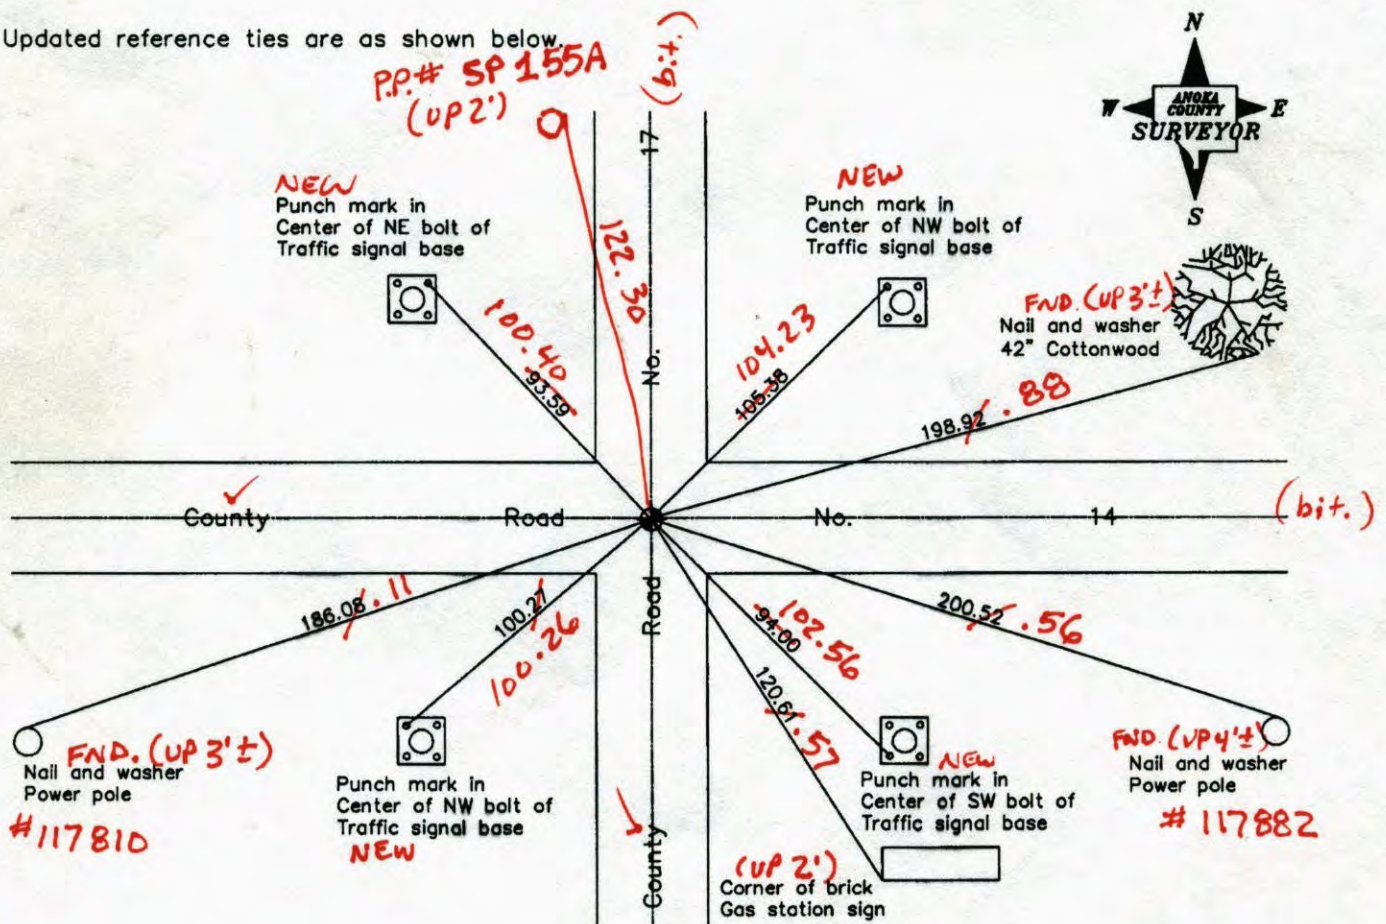 Updated reference ties are as shown below.
P.P.# SP 155A
(UP 2')
(bit.)
17
N
W
ANOKA
COUNTY
SURVEYOR
E
S
NEW
Punch mark in
Center of NE bolt of
Traffic signal base
NEW
Punch mark in
Center of NW bolt of
Traffic signal base
FND. (UP 3'±)
Nail and washer
42" Cottonwood
122.30
No.
100.40
93.59
104.23
105.38
198.92 .88
County Road No. 14 (bit.)
186.08 .11
100.27
100.26
Road
94.00
102.56
120.61 .57
200.52 .56
FND. (UP 3'±)
Nail and washer
Power pole
#117810
Punch mark in
Center of NW bolt of
Traffic signal base
NEW
County
NEW
Punch mark in
Center of SW bolt of
Traffic signal base
(UP 2')
Corner of brick
Gas station sign
FND. (UP 4'±)
Nail and washer
Power pole
# 117882